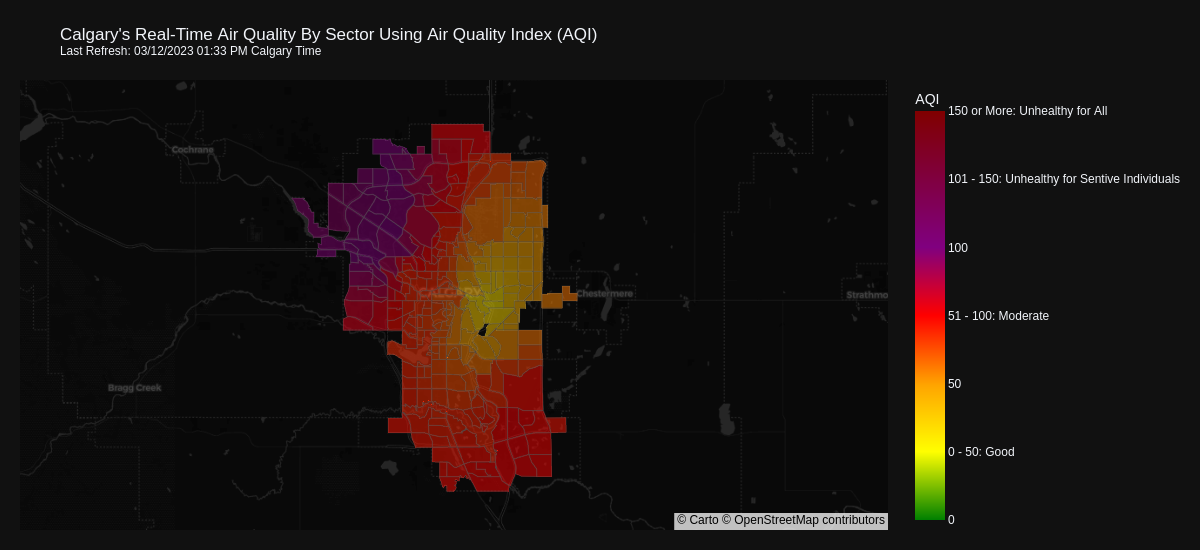 Calgary's Real-Time Air Quality By Sector Using Air Quality Index (AQI)
Last Refresh: 03/12/2023 01:33 PM Calgary Time
AQI
150 or More: Unhealthy for All
Cochrane
101 - 150: Unhealthy for Sentive Individuals
100
CALGARY
Chestermere
Strathmo
51 - 100: Moderate
50
Bragg Creek
0 - 50: Good
0
© Carto © OpenStreetMap contributors